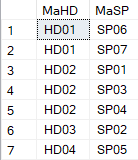 MaHD MaSP
1 HD01 SP06
2 HD01 SP07
3 HD02 SP01
4 HD02 SP03
5 HD02 SP04
6 HD03 SP02
7 HD04 SP05